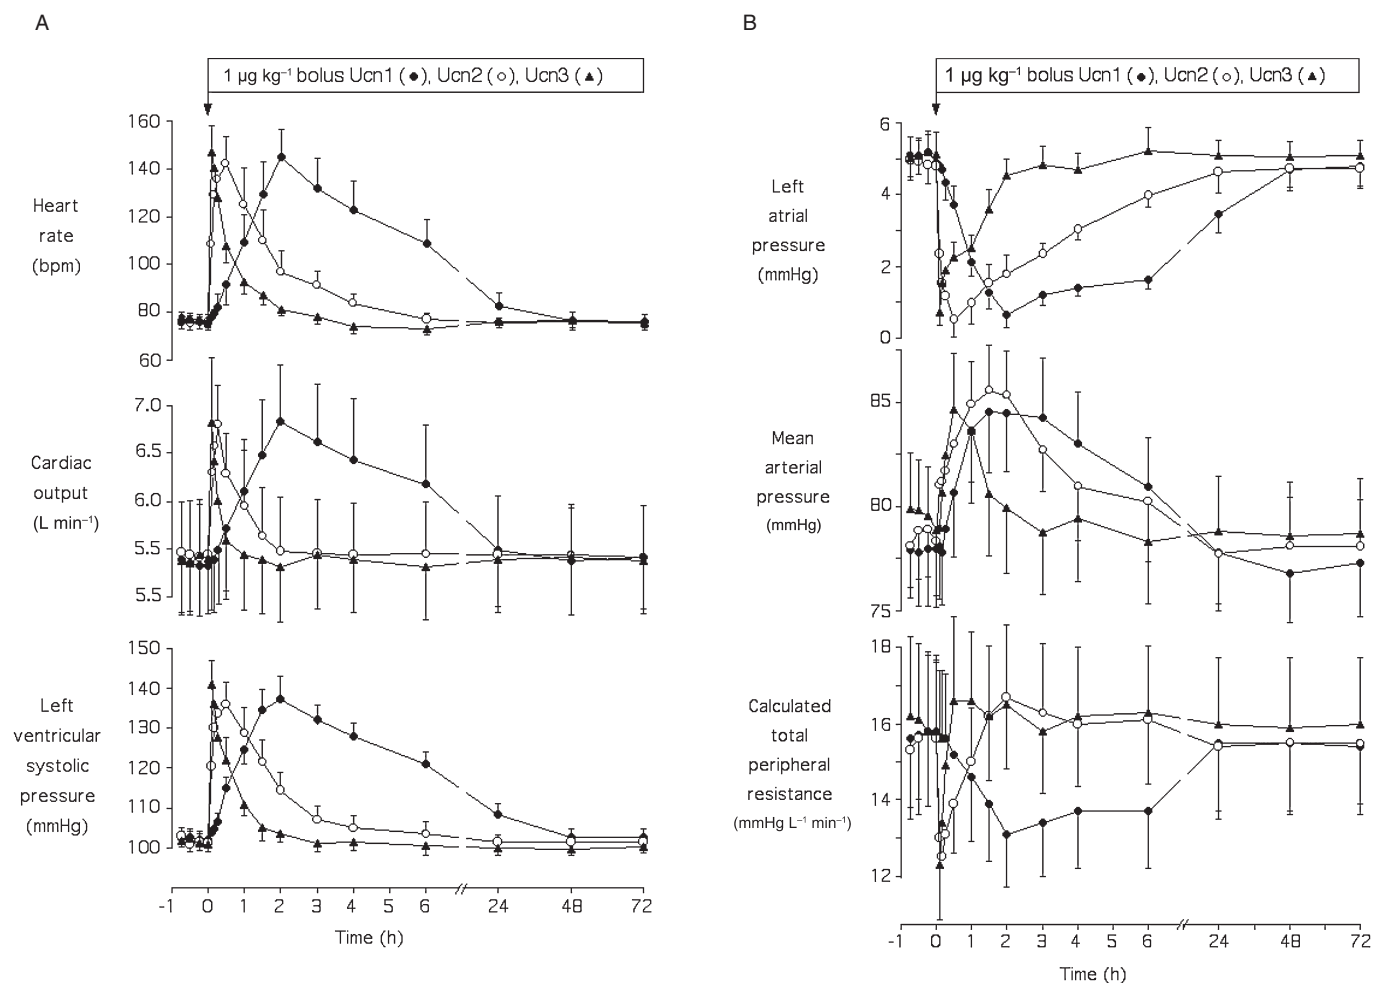 A
1 µg kg⁻¹ bolus Ucn1 (●), Ucn2 (○), Ucn3 (▲)
160
140
120
100
80
60
Heart
rate
(bpm)
7.0
6.5
6.0
5.5
5.5
Cardiac
output
(L min⁻¹)
150
140
130
120
110
100
Left
ventricular
systolic
pressure
(mmHg)
-1 0 1 2 3 4 5 6 24 48 72
Time (h)
B
1 µg kg⁻¹ bolus Ucn1 (●), Ucn2 (○), Ucn3 (▲)
6
4
2
0
Left
atrial
pressure
(mmHg)
85
80
75
Mean
arterial
pressure
(mmHg)
18
16
14
12
Calculated
total
peripheral
resistance
(mmHg L⁻¹ min⁻¹)
-1 0 1 2 3 4 5 6 24 48 72
Time (h)